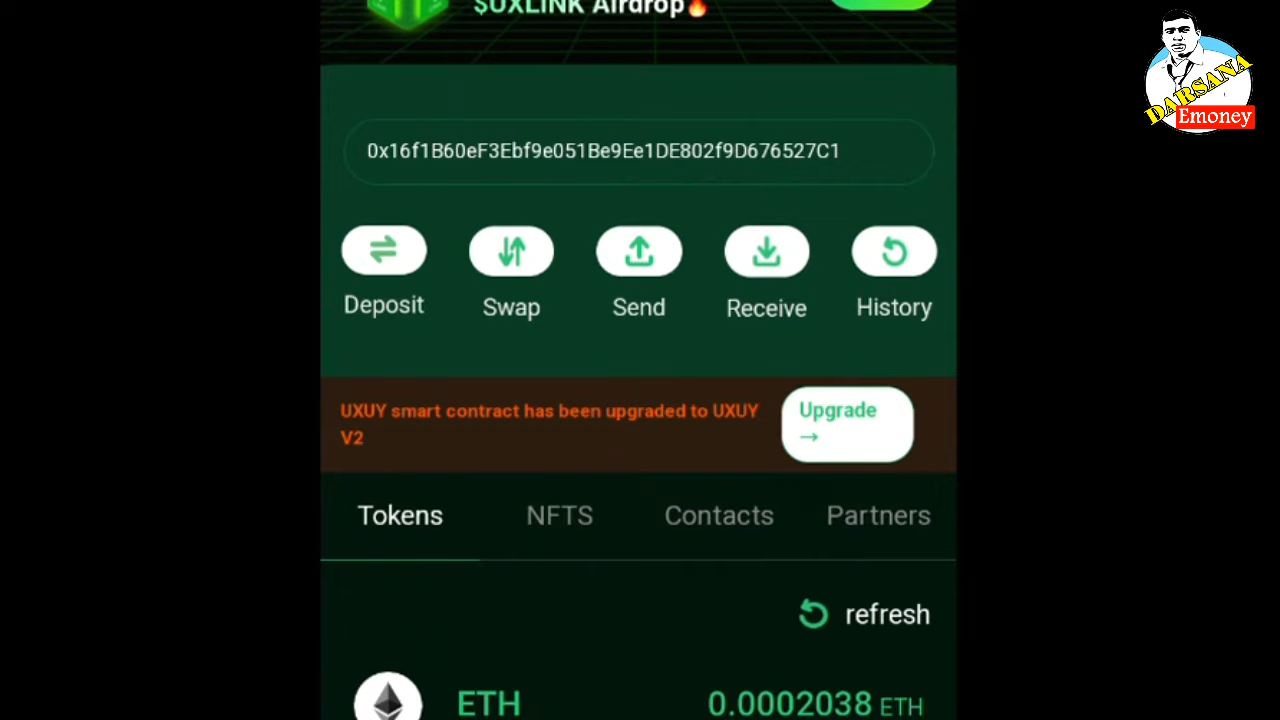 $UXLINK Airdrop🔥
DARSANA
Emoney
0x16f1B60eF3Ebf9e051Be9Ee1DE802f9D676527C1
Deposit Swap Send Receive History
UXUY smart contract has been upgraded to UXUY
V2
Upgrade
→
Tokens NFTS Contacts Partners
refresh
ETH 0.0002038 ETH